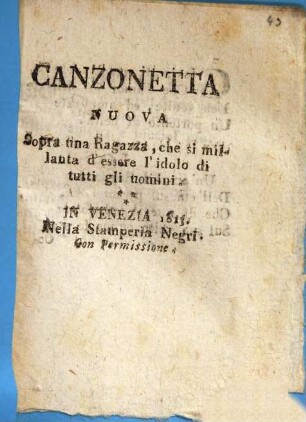 43
CANZONETTA
NUOVA
Sopra una Ragazza, che si mil-
lanta d'essere l'idolo di
tutti gli uomini.
IN VENEZIA 1815.
Nella Stamperia Negri.
Con Permissione.